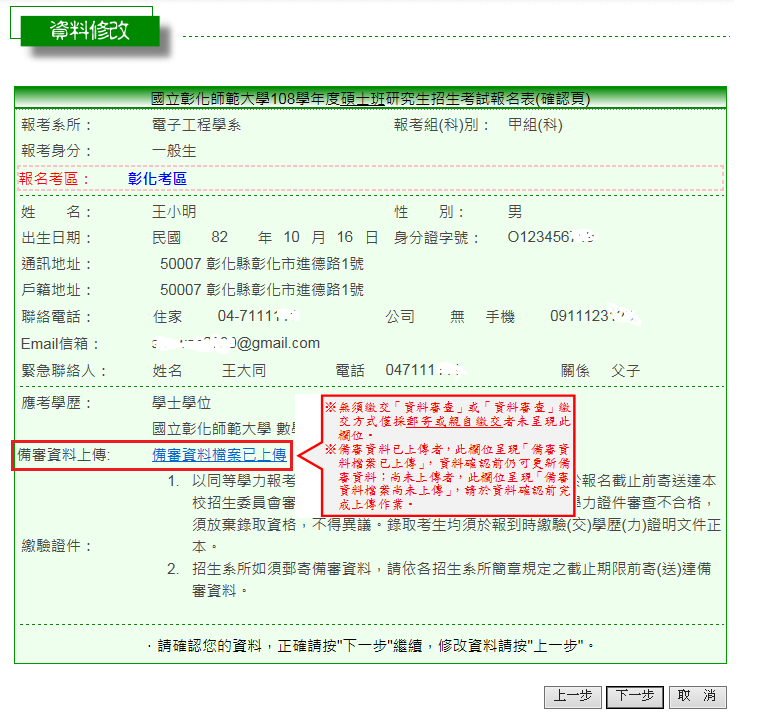 資料修改
國立彰化師範大學108學年度碩士班研究生招生考試報名表(確認頁)
報考系所： 電子工程學系 報考組(科)別： 甲組(科)
報考身分： 一般生
報名考區： 彰化考區
姓 名： 王小明 性 別： 男
出生日期： 民國 82 年 10 月 16 日 身分證字號： O123456
通訊地址： 50007 彰化縣彰化市進德路1號
戶籍地址： 50007 彰化縣彰化市進德路1號
聯絡電話： 住家 04-7111 公司 無 手機 0911123
Email信箱： 0@gmail.com
緊急聯絡人： 姓名 王大同 電話 047111 關係 父子
應考學歷： 學士學位
國立彰化師範大學 數
備審資料上傳: 備審資料檔案已上傳
※無須繳交「資料審查」或「資料審查」繳
交方式僅採郵寄或親自繳交者未呈現此
欄位。
※備審資料已上傳者，此欄位呈現「備審資
料檔案已上傳」，資料確認前仍可更新備
審資料；尚未上傳者，此欄位呈現「備審
資料檔案尚未上傳」，請於資料確認前完
成上傳作業。
繳驗證件：
1. 以同等學力報考 於報名截止前寄送達本
校招生委員會審 學力證件審查不合格，
須放棄錄取資格，不得異議。錄取考生均須於報到時繳驗(交)學歷(力)證明文件正
本。
2. 招生系所如須郵寄備審資料，請依各招生系所簡章規定之截止期限前寄(送)達備
審資料。
·請確認您的資料，正確請按"下一步"繼續，修改資料請按"上一步"。
上一步 下一步 取 消